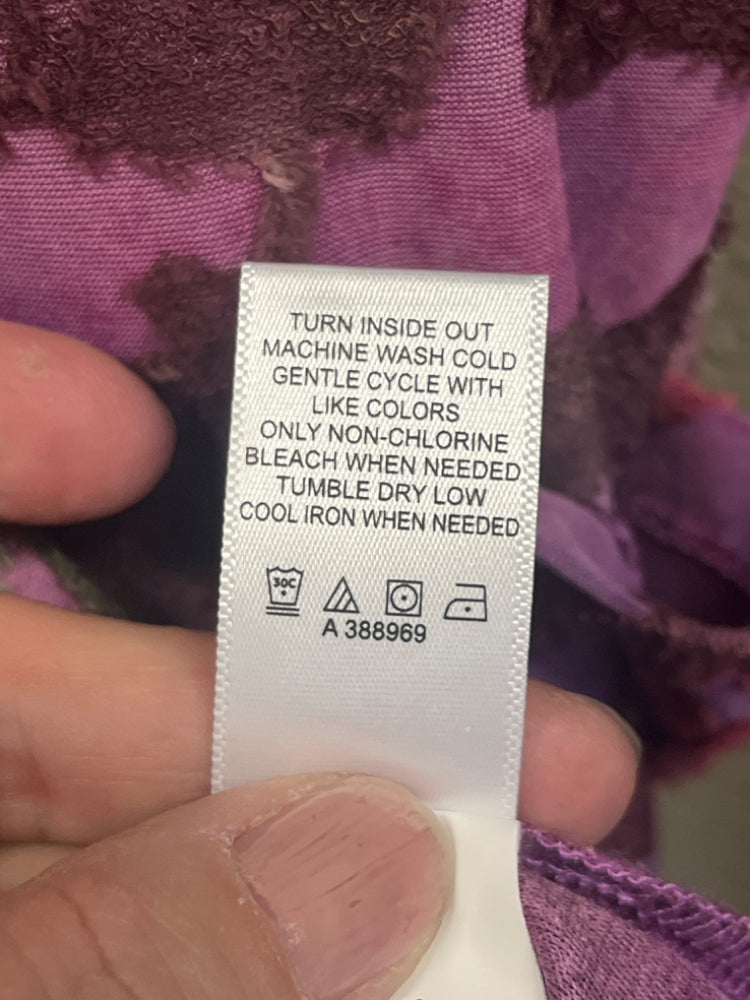 TURN INSIDE OUT
MACHINE WASH COLD
GENTLE CYCLE WITH
LIKE COLORS
ONLY NON-CHLORINE
BLEACH WHEN NEEDED
TUMBLE DRY LOW
COOL IRON WHEN NEEDED
30C
A 388969